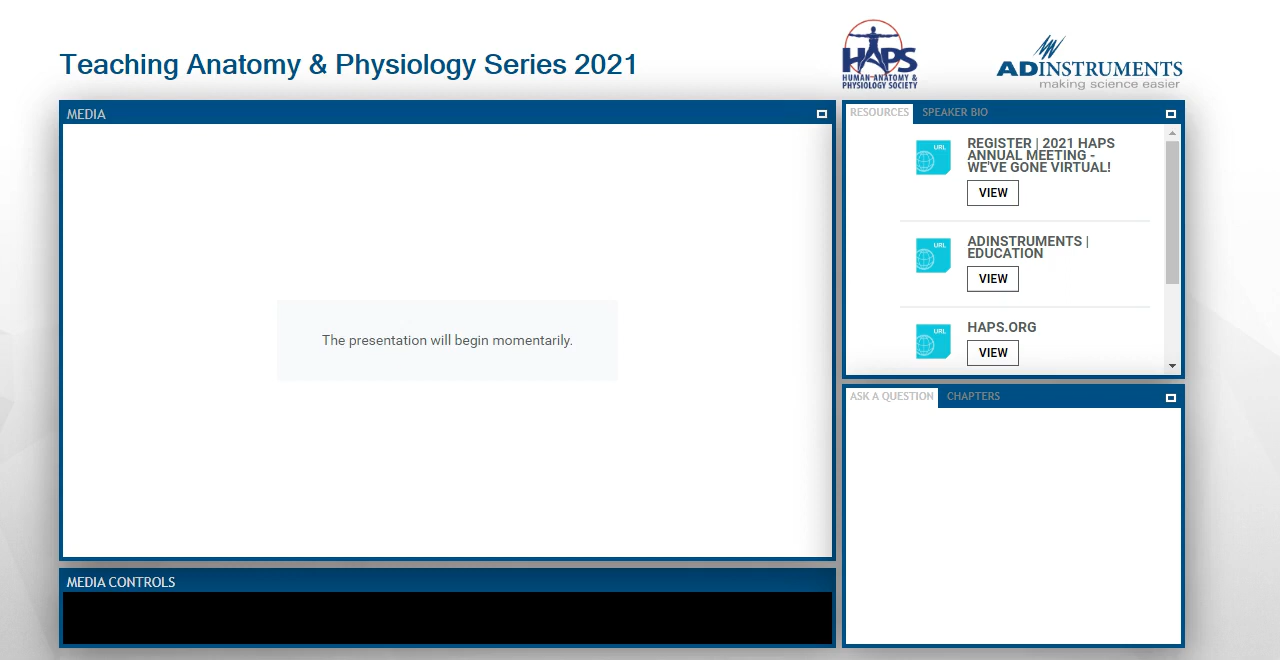 Teaching Anatomy & Physiology Series 2021
HAPS
HUMAN ANATOMY &
PHYSIOLOGY SOCIETY
ADINSTRUMENTS
making science easier
MEDIA
The presentation will begin momentarily.
MEDIA CONTROLS
RESOURCES SPEAKER BIO
URL
REGISTER | 2021 HAPS
ANNUAL MEETING -
WE'VE GONE VIRTUAL!
VIEW
URL
ADINSTRUMENTS |
EDUCATION
VIEW
URL
HAPS.ORG
VIEW
ASK A QUESTION CHAPTERS